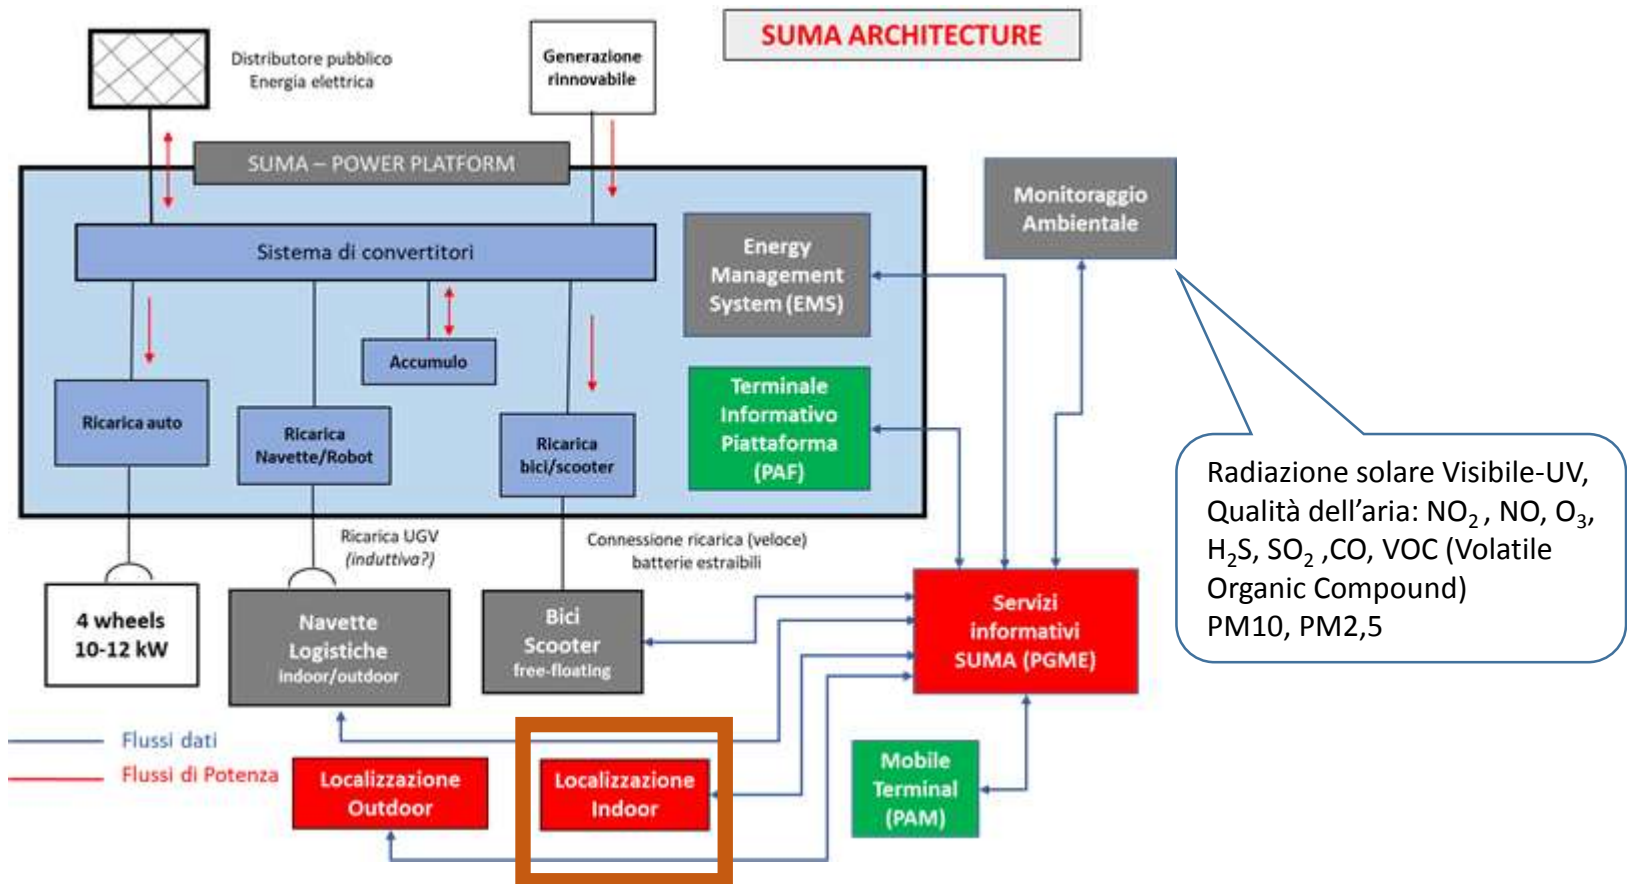 SUMA ARCHITECTURE
Distributore pubblico
Energia elettrica
Generazione
rinnovabile
SUMA – POWER PLATFORM
Monitoraggio
Ambientale
Sistema di convertitori
Energy
Management
System (EMS)
Accumulo
Terminale
Informativo
Piattaforma
(PAF)
Ricarica auto
Ricarica
Navette/Robot
Ricarica
bici/scooter
Radiazione solare Visibile-UV,
Qualità dell'aria: NO₂ , NO, O₃,
H₂S, SO₂ ,CO, VOC (Volatile
Organic Compound)
PM10, PM2,5
Ricarica UGV
(induttiva?)
Connessione ricarica (veloce)
batterie estraibili
4 wheels
10-12 kW
Navette
Logistiche
indoor/outdoor
Bici
Scooter
free-floating
Servizi
informativi
SUMA (PGME)
Flussi dati
Flussi di Potenza
Localizzazione
Outdoor
Localizzazione
Indoor
Mobile
Terminal
(PAM)